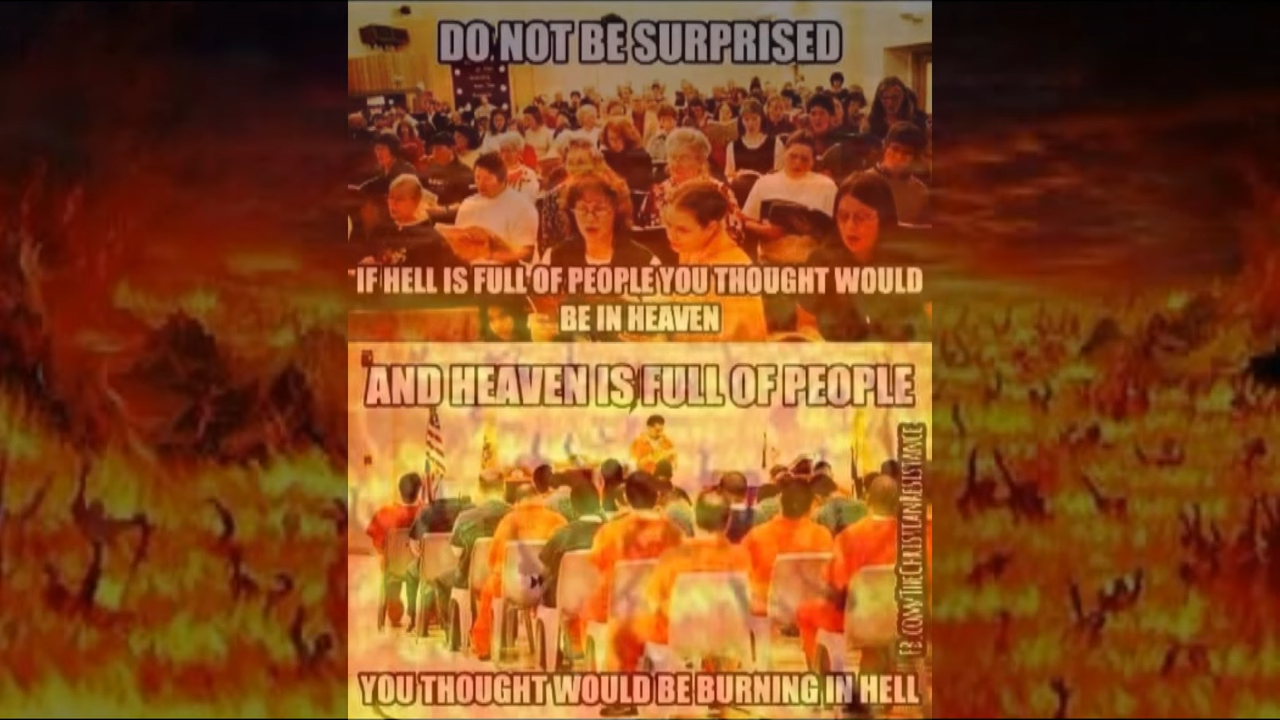 DO NOT BE SURPRISED
"IF HELL IS FULL OF PEOPLE YOU THOUGHT WOULD
BE IN HEAVEN
AND HEAVEN IS FULL OF PEOPLE
FB.COM/THECHRISTIANRESISTANCE
YOU THOUGHT WOULD BE BURNING IN HELL